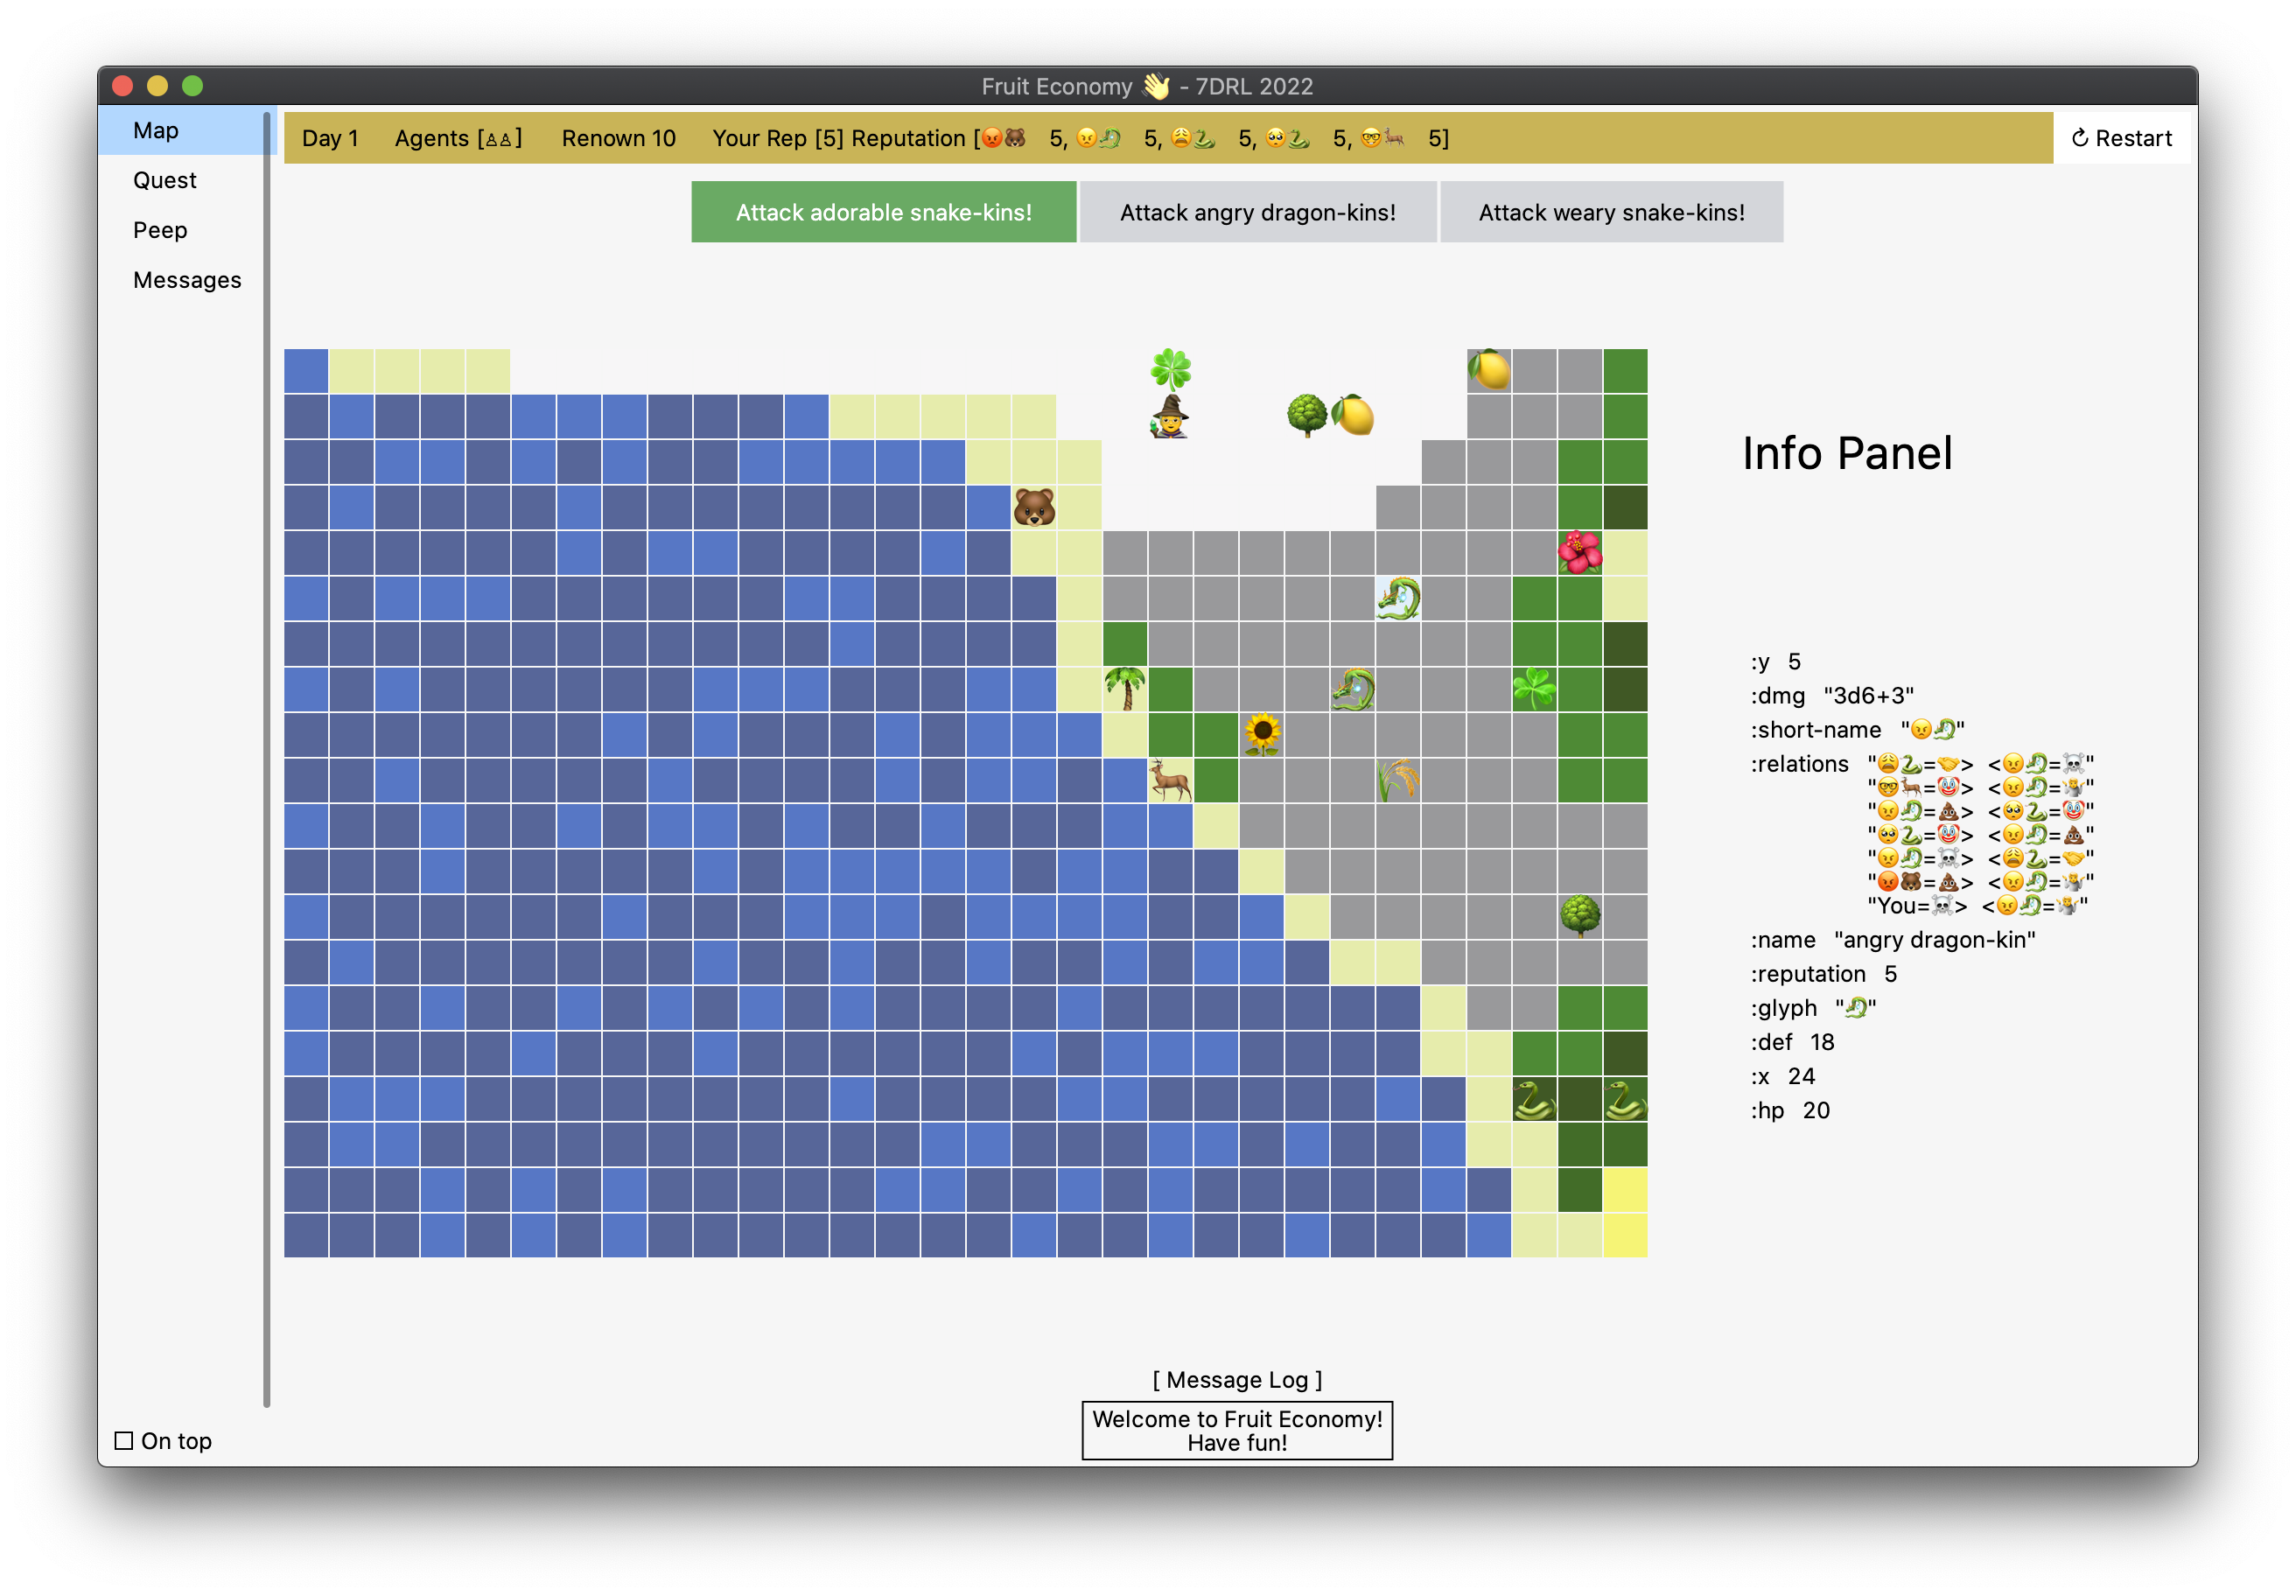 Fruit Economy 👋 - 7DRL 2022
Map
Quest
Peep
Messages
Day 1 Agents [♙♙] Renown 10 Your Rep [5] Reputation [😡🐻 5, 😠🐉 5, 😩🐍 5, 🥺🐍 5, 🤓🦌 5]
↻ Restart
Attack adorable snake-kins! Attack angry dragon-kins! Attack weary snake-kins!
Info Panel
:y 5
:dmg "3d6+3"
:short-name "😠🐉"
:relations "😩🐍=🤝> <😠🐉=☠️"
"🤓🦌=🤡> <😠🐉=🤷"
"😠🐉=💩> <🥺🐍=🤡"
"🥺🐍=🤡> <😠🐉=💩"
"😠🐉=☠️> <😩🐍=🤝"
"😡🐻=💩> <😠🐉=🤷"
"You=☠️> <😠🐉=🤷"
:name "angry dragon-kin"
:reputation 5
:glyph "🐉"
:def 18
:x 24
:hp 20
[ Message Log ]
Welcome to Fruit Economy!
Have fun!
On top